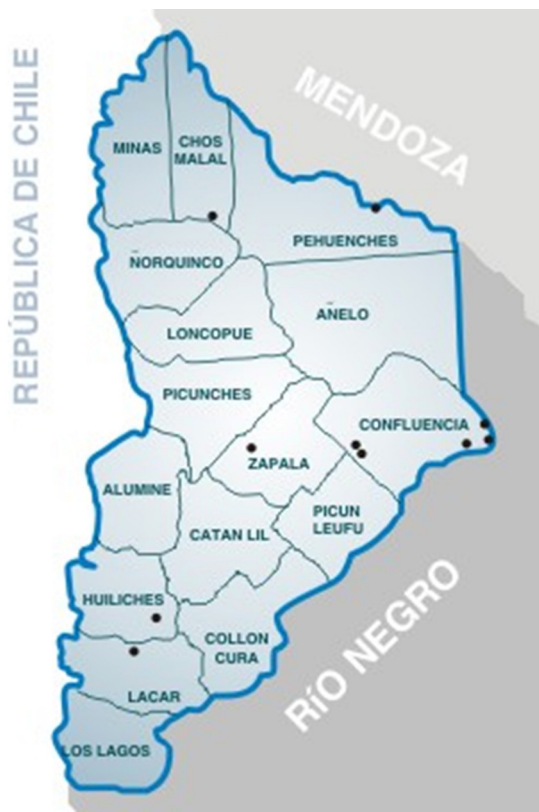 REPÚBLICA DE CHILE
MENDOZA
MINAS
CHOS
MALAL
PEHUENCHES
ÑORQUINCO
AÑELO
LONCOPUE
PICUNCHES
CONFLUENCIA
ZAPALA
ALUMINE
PICUN
LEUFU
CATAN LIL
HUILICHES
COLLON
CURA
RÍO NEGRO
LACAR
LOS LAGOS